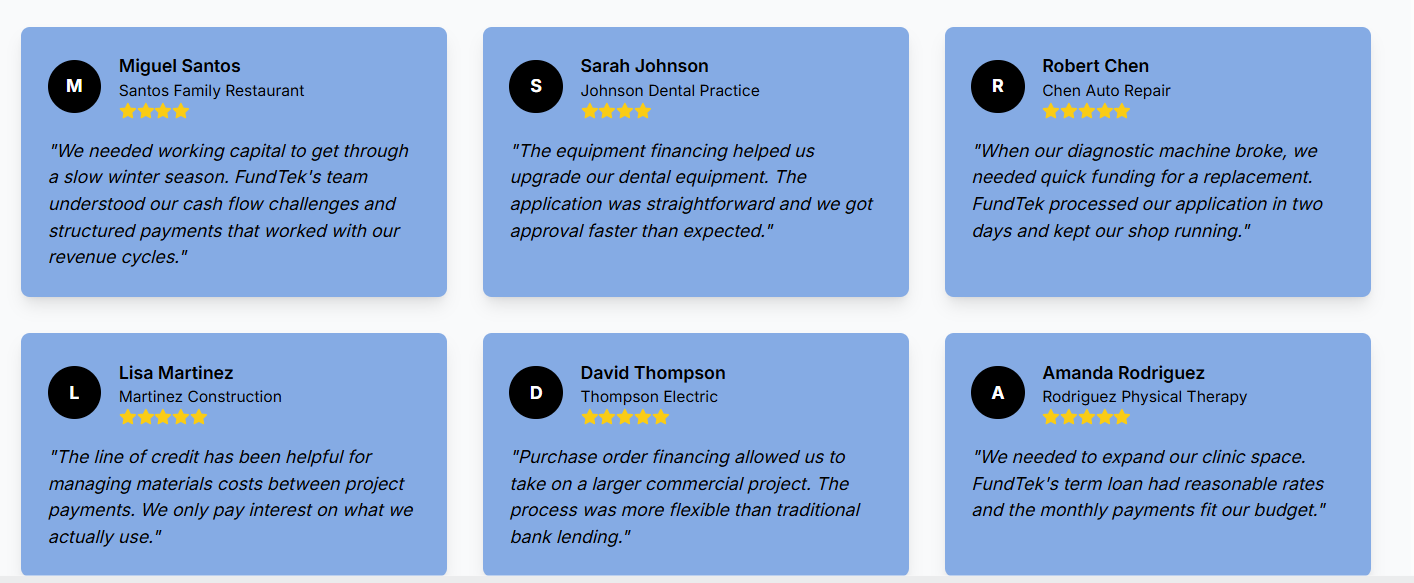 M
Miguel Santos
Santos Family Restaurant
"We needed working capital to get through
a slow winter season. FundTek's team
understood our cash flow challenges and
structured payments that worked with our
revenue cycles."
S
Sarah Johnson
Johnson Dental Practice
"The equipment financing helped us
upgrade our dental equipment. The
application was straightforward and we got
approval faster than expected."
R
Robert Chen
Chen Auto Repair
"When our diagnostic machine broke, we
needed quick funding for a replacement.
FundTek processed our application in two
days and kept our shop running."
L
Lisa Martinez
Martinez Construction
"The line of credit has been helpful for
managing materials costs between project
payments. We only pay interest on what we
actually use."
D
David Thompson
Thompson Electric
"Purchase order financing allowed us to
take on a larger commercial project. The
process was more flexible than traditional
bank lending."
A
Amanda Rodriguez
Rodriguez Physical Therapy
"We needed to expand our clinic space.
FundTek's term loan had reasonable rates
and the monthly payments fit our budget."